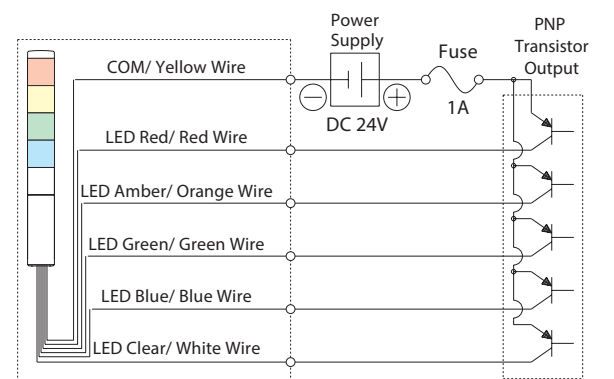 Power
Supply
PNP
Transistor
Output
COM/ Yellow Wire
Fuse
1A
DC 24V
LED Red/ Red Wire
LED Amber/ Orange Wire
LED Green/ Green Wire
LED Blue/ Blue Wire
LED Clear/ White Wire